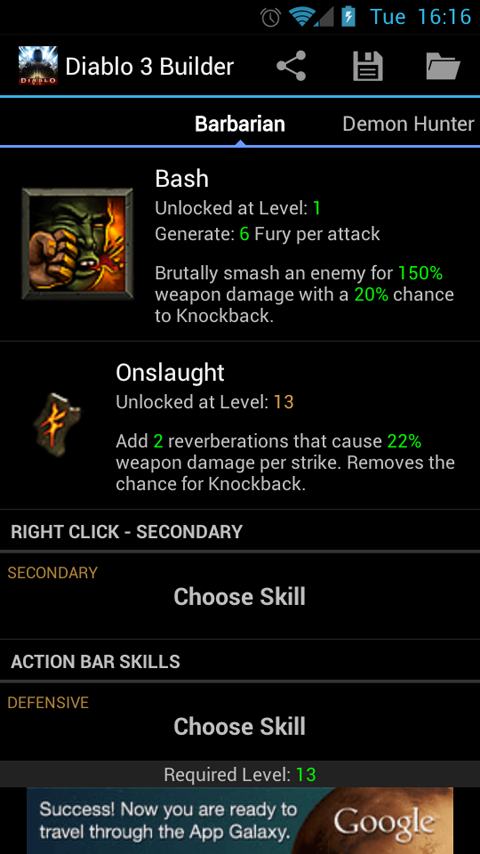 Tue 16:16
DIABLO
Diablo 3 Builder
Barbarian
Demon Hunter
Bash
Unlocked at Level: 1
Generate: 6 Fury per attack
Brutally smash an enemy for 150%
weapon damage with a 20% chance
to Knockback.
Onslaught
Unlocked at Level: 13
Add 2 reverberations that cause 22%
weapon damage per strike. Removes the
chance for Knockback.
RIGHT CLICK - SECONDARY
SECONDARY
Choose Skill
ACTION BAR SKILLS
DEFENSIVE
Choose Skill
Required Level: 13
Success! Now you are ready to
travel through the App Galaxy.
Google